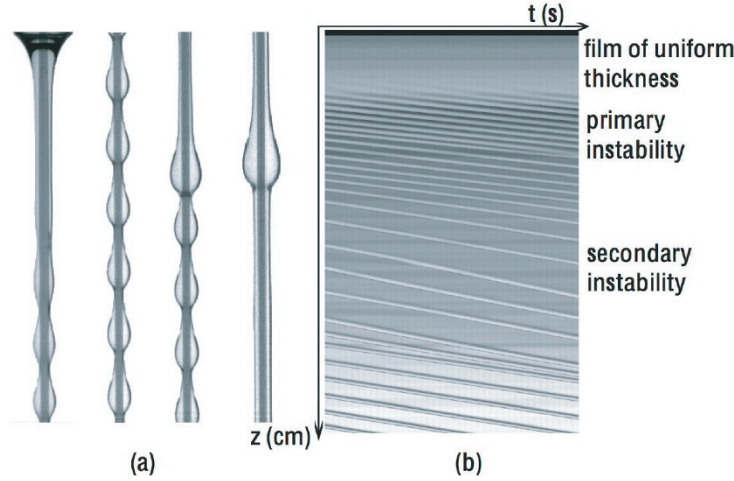 t (s)
film of uniform
thickness
primary
instability
secondary
instability
z (cm)
(a)
(b)